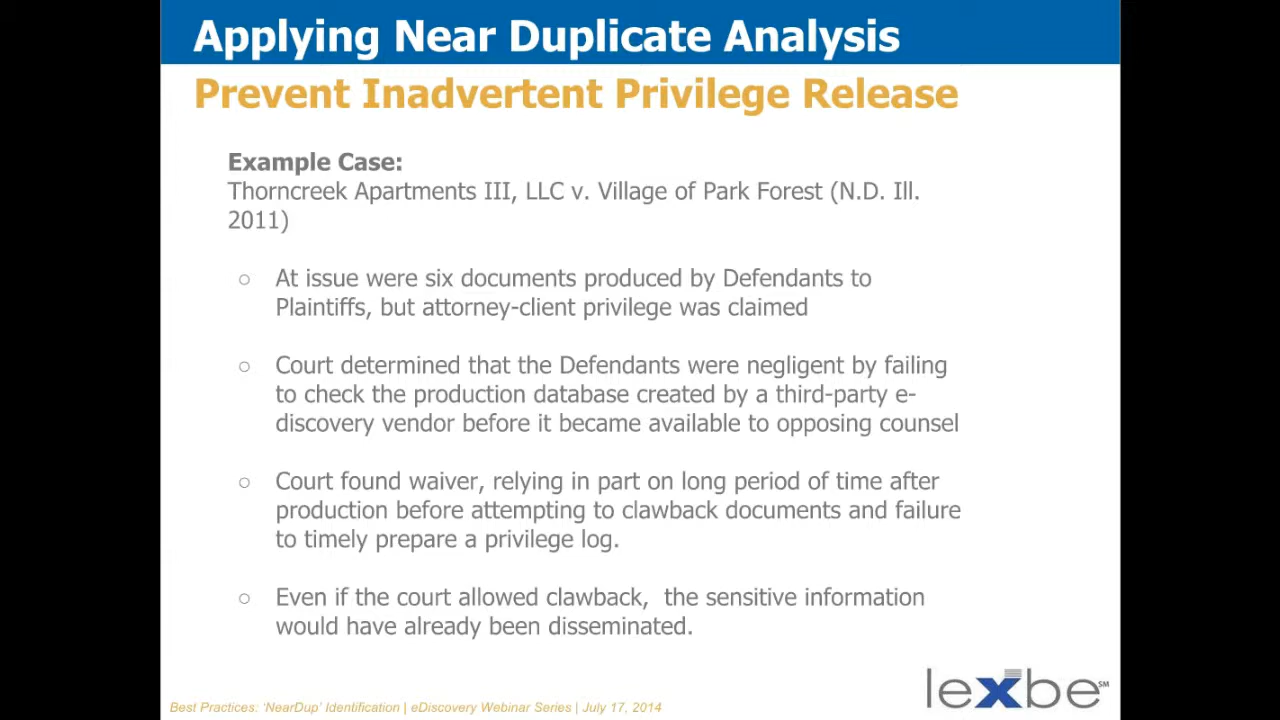 Applying Near Duplicate Analysis
Prevent Inadvertent Privilege Release
Example Case:
Thorncreek Apartments III, LLC v. Village of Park Forest (N.D. Ill.
2011)
○ At issue were six documents produced by Defendants to
Plaintiffs, but attorney-client privilege was claimed
○ Court determined that the Defendants were negligent by failing
to check the production database created by a third-party e-
discovery vendor before it became available to opposing counsel
○ Court found waiver, relying in part on long period of time after
production before attempting to clawback documents and failure
to timely prepare a privilege log.
○ Even if the court allowed clawback,  the sensitive information
would have already been disseminated.
lexbe℠
Best Practices: ‘NearDup’ Identification | eDiscovery Webinar Series | July 17, 2014